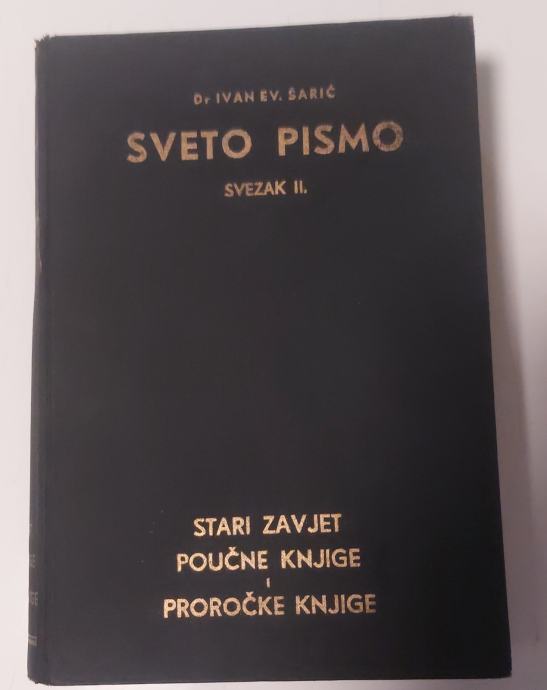 Dr IVAN EV. ŠARIĆ
SVETO PISMO
SVEZAK II.
STARI ZAVJET
POUČNE KNJIGE
I
PROROČKE KNJIGE